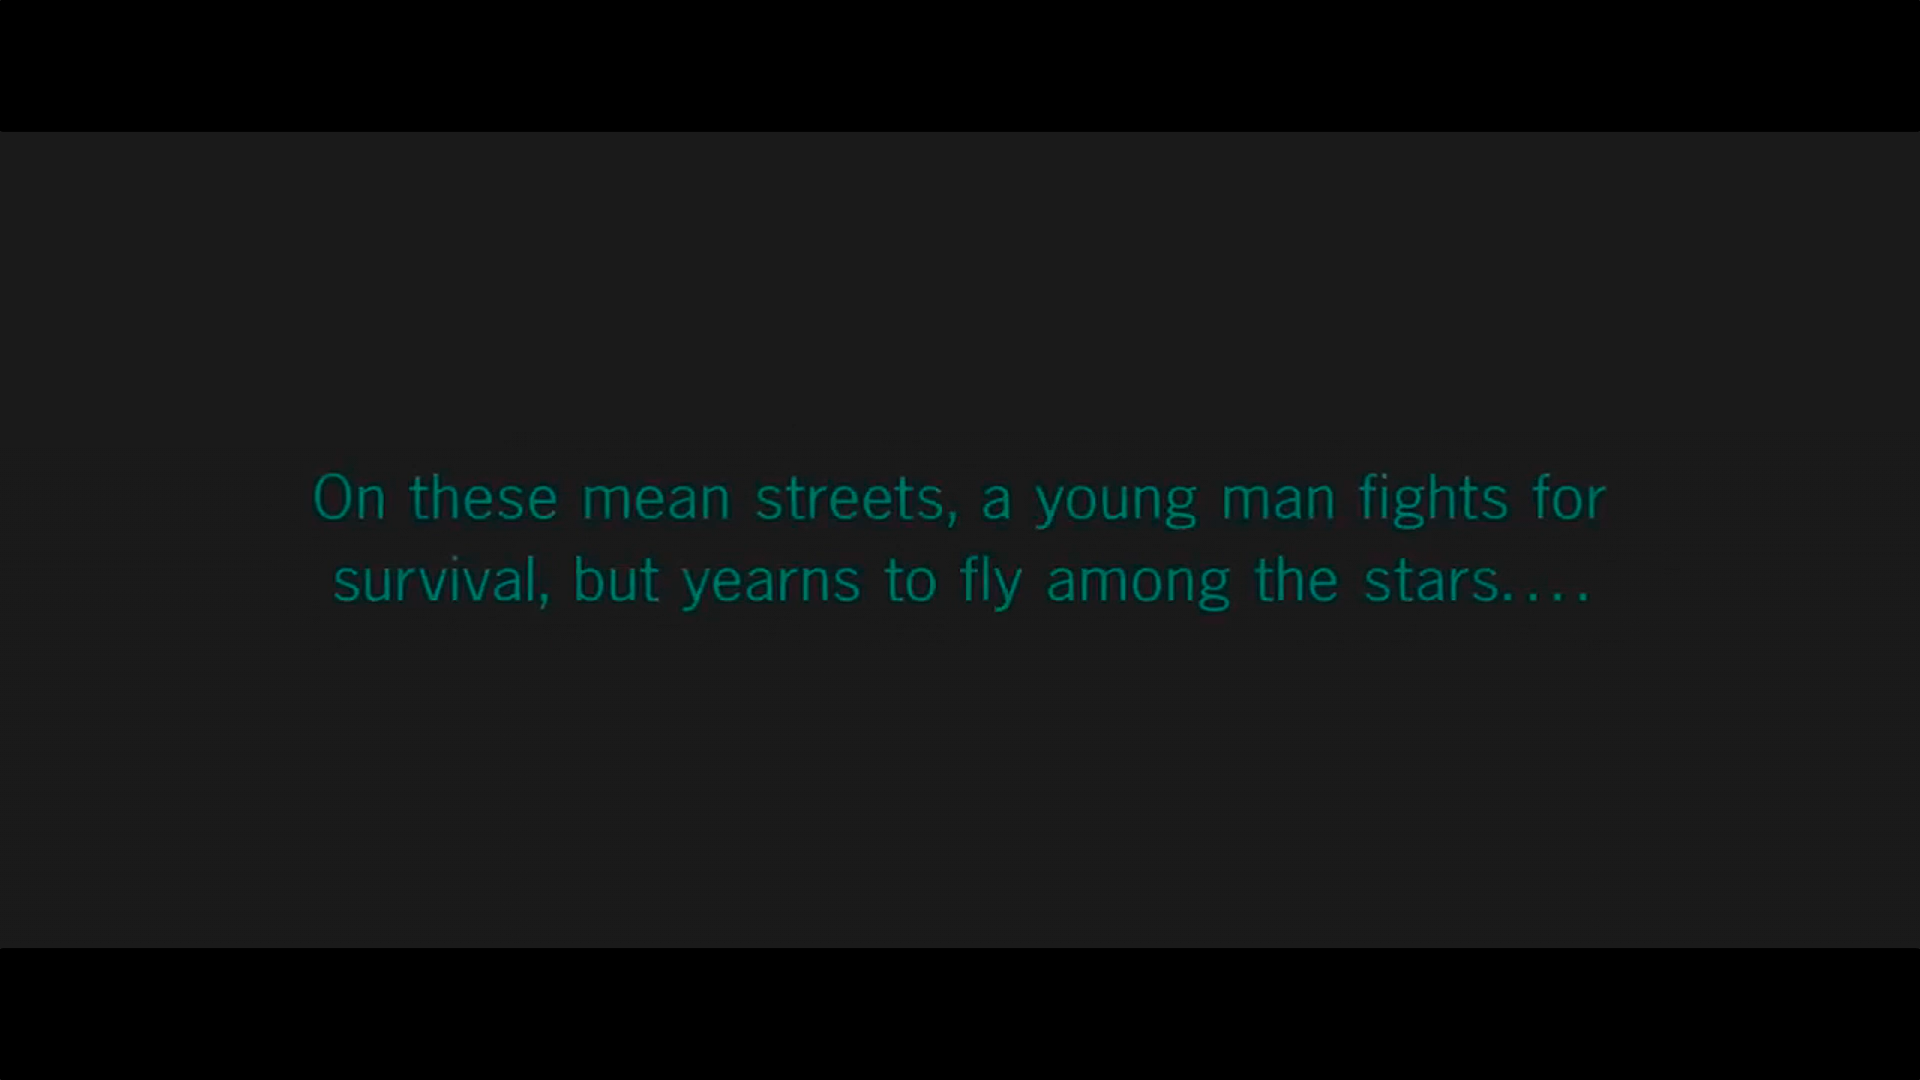 On these mean streets, a young man fights for
survival, but yearns to fly among the stars....